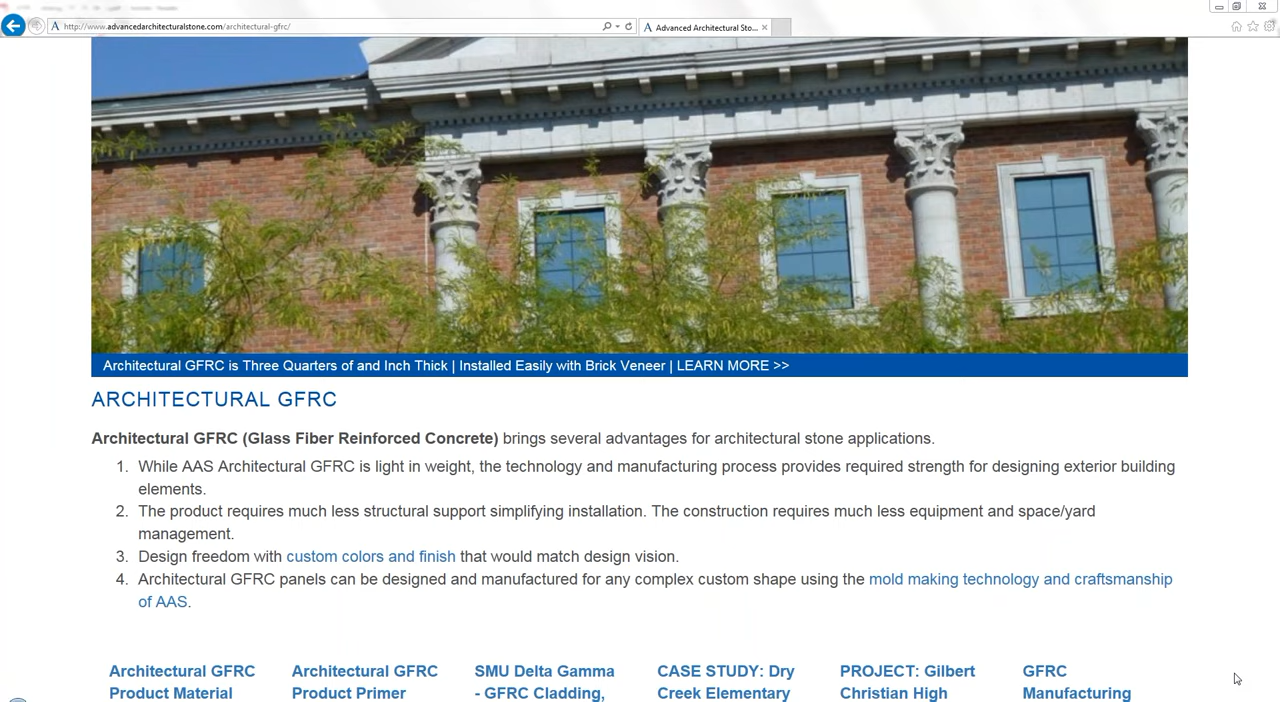 http://www.advancedarchitecturalstone.com/architectural-gfrc/
Advanced Architectural Sto...
Architectural GFRC is Three Quarters of and Inch Thick | Installed Easily with Brick Veneer | LEARN MORE >>
ARCHITECTURAL GFRC
Architectural GFRC (Glass Fiber Reinforced Concrete) brings several advantages for architectural stone applications.
1. While AAS Architectural GFRC is light in weight, the technology and manufacturing process provides required strength for designing exterior building
elements.
2. The product requires much less structural support simplifying installation. The construction requires much less equipment and space/yard
management.
3. Design freedom with custom colors and finish that would match design vision.
4. Architectural GFRC panels can be designed and manufactured for any complex custom shape using the mold making technology and craftsmanship
of AAS.
Architectural GFRC
Product Material
Architectural GFRC
Product Primer
SMU Delta Gamma
- GFRC Cladding,
CASE STUDY: Dry
Creek Elementary
PROJECT: Gilbert
Christian High
GFRC
Manufacturing